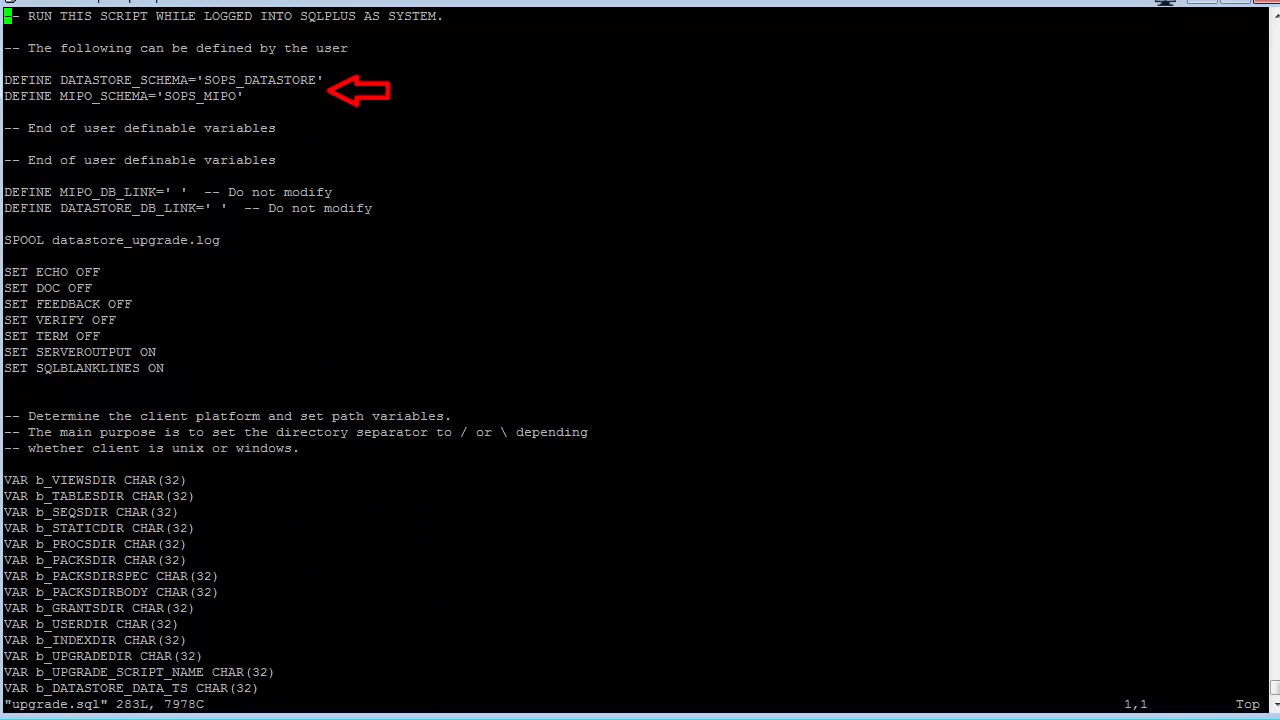 -- RUN THIS SCRIPT WHILE LOGGED INTO SQLPLUS AS SYSTEM.
-- The following can be defined by the user
DEFINE DATASTORE_SCHEMA='SOPS_DATASTORE'
DEFINE MIPO_SCHEMA='SOPS_MIPO'
-- End of user definable variables
-- End of user definable variables
DEFINE MIPO_DB_LINK=' '  -- Do not modify
DEFINE DATASTORE_DB_LINK=' '  -- Do not modify
SPOOL datastore_upgrade.log
SET ECHO OFF
SET DOC OFF
SET FEEDBACK OFF
SET VERIFY OFF
SET TERM OFF
SET SERVEROUTPUT ON
SET SQLBLANKLINES ON
-- Determine the client platform and set path variables.
-- The main purpose is to set the directory separator to / or \ depending
-- whether client is unix or windows.
VAR b_VIEWSDIR CHAR(32)
VAR b_TABLESDIR CHAR(32)
VAR b_SEQSDIR CHAR(32)
VAR b_STATICDIR CHAR(32)
VAR b_PROCSDIR CHAR(32)
VAR b_PACKSDIR CHAR(32)
VAR b_PACKSDIRSPEC CHAR(32)
VAR b_PACKSDIRBODY CHAR(32)
VAR b_GRANTSDIR CHAR(32)
VAR b_USERDIR CHAR(32)
VAR b_INDEXDIR CHAR(32)
VAR b_UPGRADEDIR CHAR(32)
VAR b_UPGRADE_SCRIPT_NAME CHAR(32)
VAR b_DATASTORE_DATA_TS CHAR(32)
"upgrade.sql" 283L, 7978C 1,1 Top